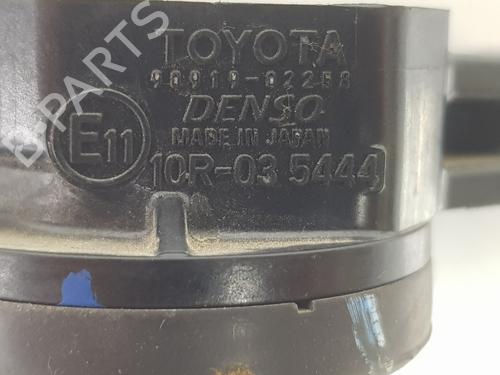 B-PARTS
TOYOTA
90919-02258
DENSO
MADE IN JAPAN
E11
10R-03 5444